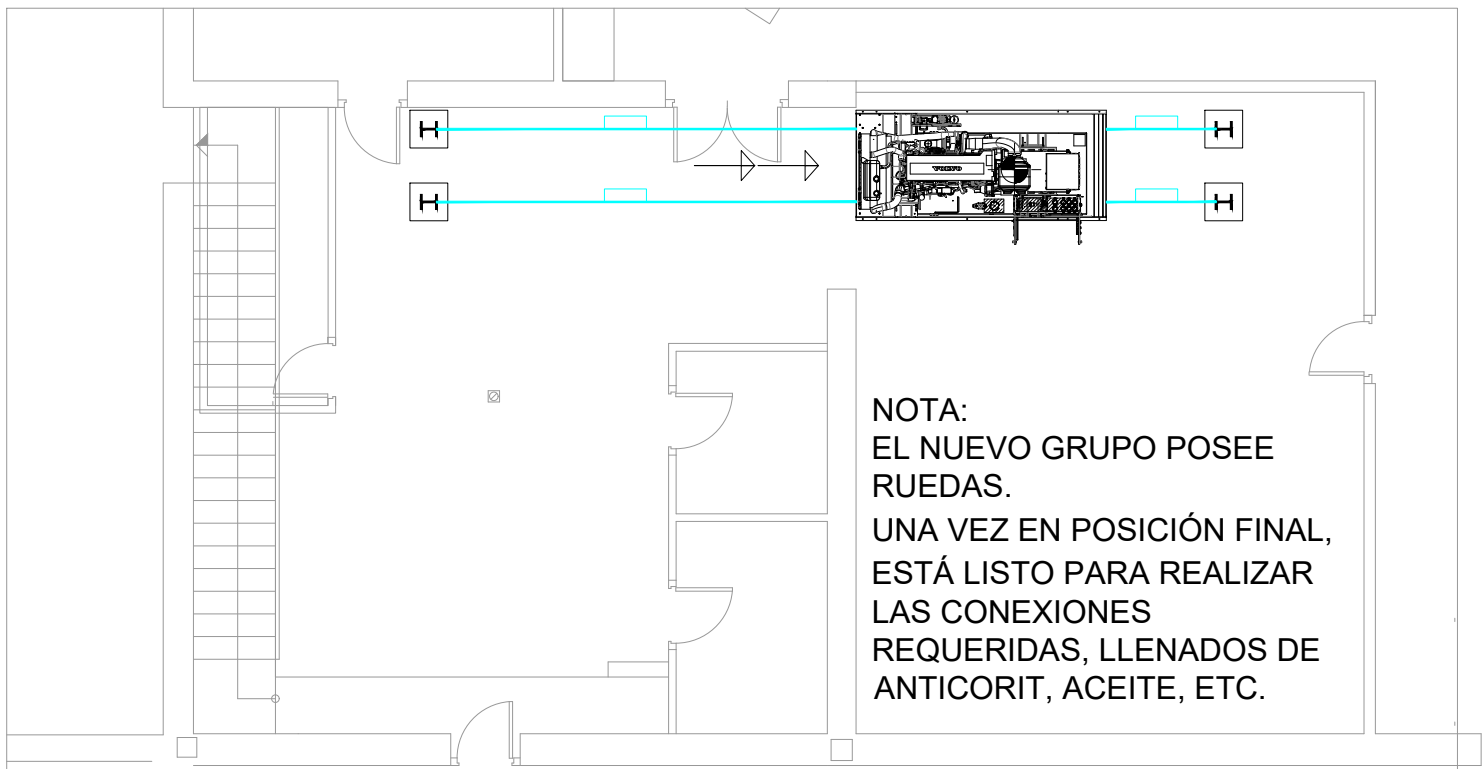 VOLVO
NOTA:
EL NUEVO GRUPO POSEE
RUEDAS.
UNA VEZ EN POSICIÓN FINAL,
ESTÁ LISTO PARA REALIZAR
LAS CONEXIONES
REQUERIDAS, LLENADOS DE
ANTICORIT, ACEITE, ETC.